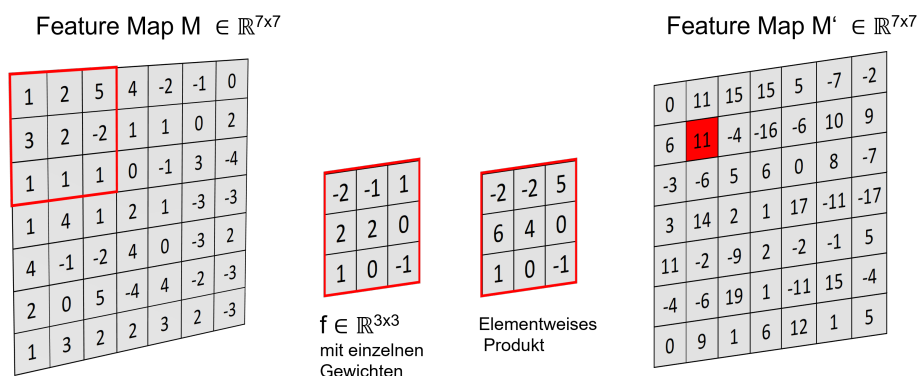 Feature Map M ∈ ℝ⁷ˣ⁷
1 2 5 4 -2 -1 0
3 2 -2 1 1 0 2
1 1 1 0 -1 3 -4
1 4 1 2 1 -3 -3
4 -1 -2 4 0 -3 2
2 0 5 -4 4 -2 -3
1 3 2 2 3 2 -3
-2 -1 1
2 2 0
1 0 -1
f ∈ ℝ³ˣ³
mit einzelnen
Gewichten
-2 -2 5
6 4 0
1 0 -1
Elementweises
Produkt
Feature Map M‘ ∈ ℝ⁷ˣ⁷
0 11 15 15 5 -7 -2
6 11 -4 -16 -6 10 9
-3 -6 5 6 0 8 -7
3 14 2 1 17 -11 -17
11 -2 -9 2 -2 -1 5
-4 -6 19 1 -11 15 -4
0 9 1 6 12 1 5